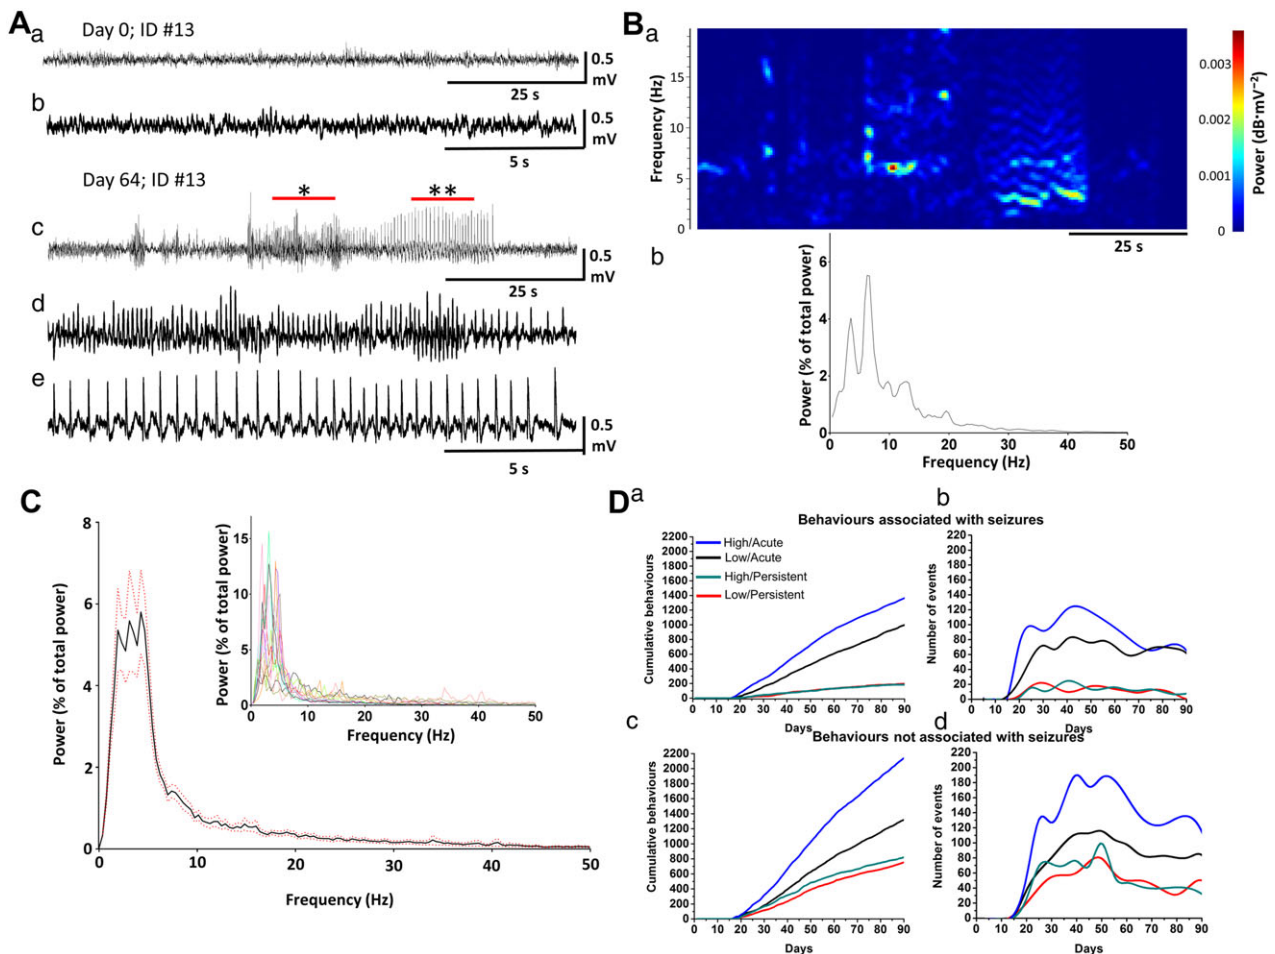 A
a
Day 0; ID #13
0.5
mV
25 s
b
0.5
mV
5 s
Day 64; ID #13
*
**
c
0.5
mV
25 s
d
e
0.5
mV
5 s
B
a
Frequency (Hz)
15
10
5
0
25 s
0.003
0.002
0.001
0
Power (dB·mV⁻²)
b
Power (% of total power)
6
4
2
0
0 10 20 30 40 50
Frequency (Hz)
C
Power (% of total power)
8
6
4
2
0
0 10 20 30 40 50
Frequency (Hz)
Power (% of total power)
15
10
5
0
0 10 20 30 40 50
Frequency (Hz)
D
a
b
Behaviours associated with seizures
Cumulative behaviours
2200
2000
1800
1600
1400
1200
1000
800
600
400
200
0
High/Acute
Low/Acute
High/Persistent
Low/Persistent
0 10 20 30 40 50 60 70 80 90
Days
Number of events
220
200
180
160
140
120
100
80
60
40
20
0
0 10 20 30 40 50 60 70 80 90
Days
c
d
Behaviours not associated with seizures
Cumulative behaviours
2200
2000
1800
1600
1400
1200
1000
800
600
400
200
0
0 10 20 30 40 50 60 70 80 90
Days
Number of events
220
200
180
160
140
120
100
80
60
40
20
0
0 10 20 30 40 50 60 70 80 90
Days